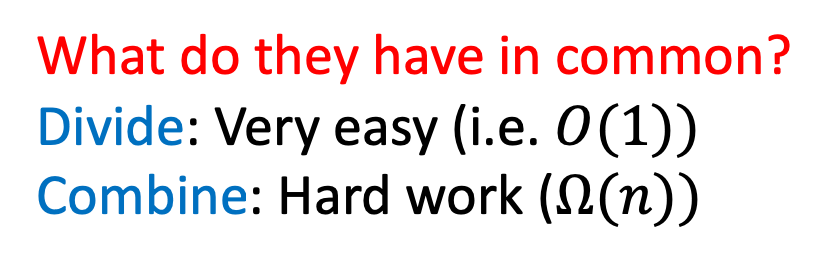 What do they have in common?
Divide: Very easy (i.e. 𝑂(1))
Combine: Hard work (Ω(𝑛))